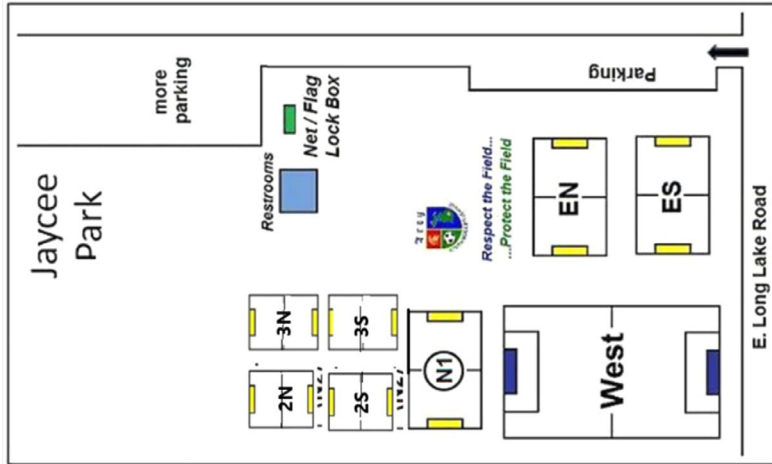 more
parking
Jaycee
Park
Net / Flag
Lock Box
Restrooms
Parking
Respect the Field...
...Protect the Field
EN
ES
E. Long Lake Road
3N
3S
2N
2S
N1
West